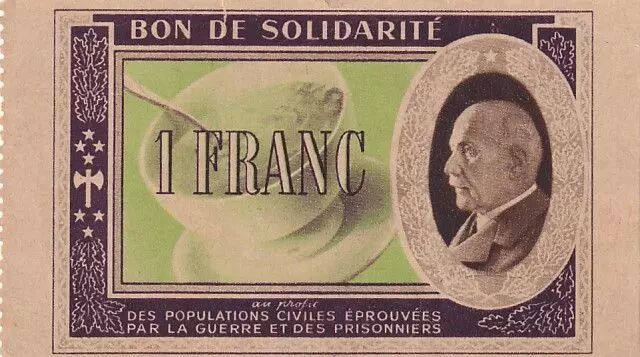 BON DE SOLIDARITÉ
1 FRANC
au profit
DES POPULATIONS CIVILES ÉPROUVÉES
PAR LA GUERRE ET DES PRISONNIERS